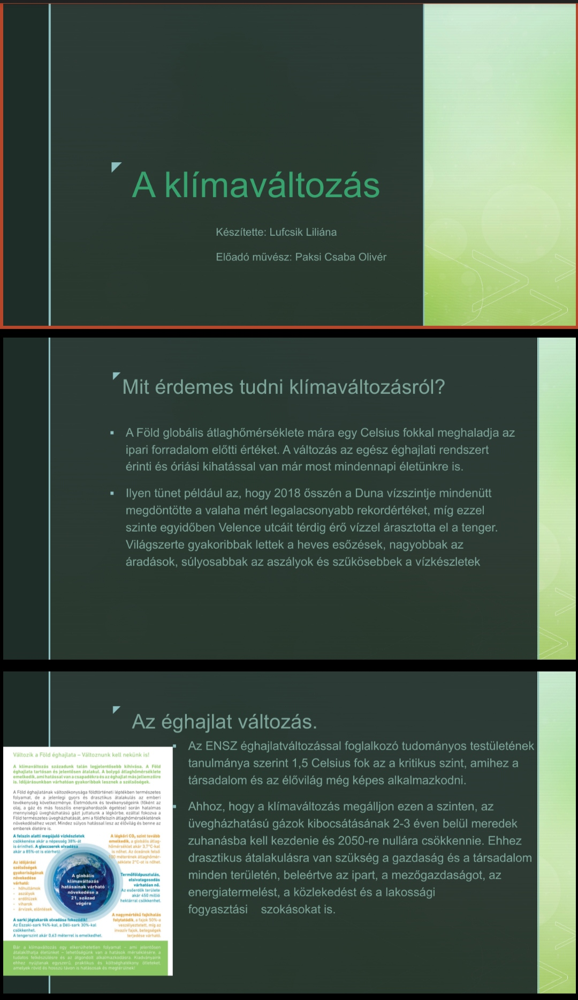 A klímaváltozás
Készítette: Lufcsik Liliána
Előadó művész: Paksi Csaba Olivér
Mit érdemes tudni klímaváltozásról?
▪ A Föld globális átlaghőmérséklete mára egy Celsius fokkal meghaladja az
ipari forradalom előtti értéket. A változás az egész éghajlati rendszert
érinti és óriási kihatással van már most mindennapi életünkre is.
▪ Ilyen tünet például az, hogy 2018 ősszén a Duna vízszintje mindenütt
megdöntötte a valaha mért legalacsonyabb rekordértéket, míg ezzel
szinte egyidőben Velence utcáit térdig érő vízzel árasztotta el a tenger.
Világszerte gyakoribbak lettek a heves esőzések, nagyobbak az
áradások, súlyosabbak az aszályok és szűkösebbek a vízkészletek
Az éghajlat változás.
▪ Az ENSZ éghajlatváltozással foglalkozó tudományos testületének
tanulmánya szerint 1,5 Celsius fok az a kritikus szint, amihez a
társadalom és az élővilág még képes alkalmazkodni.
▪ Ahhoz, hogy a klímaváltozás megálljon ezen a szinten, az
üvegházhatású gázok kibocsátásának 2-3 éven belül meredek
zuhanásba kell kezdenie és 2050-re nullára csökkennie. Ehhez
drasztikus átalakulásra van szükség a gazdaság és a társadalom
minden területén, beleértve az ipart, a mezőgazdaságot, az
energiatermelést, a közlekedést és a lakossági
fogyasztási szokásokat is.
Változik a Föld éghajlata – Változnunk kell nekünk is!
A klímaváltozás századunk talán legjelentősebb kihívása. A Föld
éghajlata tartósan és jelentősen átalakul. A bolygó átlaghőmérséklete
emelkedik, ami hatással van a csapadékra és az éghajlat más jellemzőire
is. Időjárásunkban várhatóan gyakoribbak lesznek a szélsőségek.
A Föld éghajlatának változékonysága földtörténeti léptékben természetes
folyamat, de a jelenlegi gyors és drasztikus átalakulás az emberi
tevékenység következménye. Életmódunk és tevékenységeink (főként az
olaj, a gáz és más fosszilis energiahordozók égetése) során hatalmas
mennyiségű üvegházhatású gázt juttatunk a légkörbe, ezáltal fokozva a
Föld természetes üvegházhatását, ami a földfelszín átlaghőmérsékletének
növekedéséhez vezet. Mindez súlyos hatással lesz az élővilág és benne az
emberek életére is.
A felszín alatti megújuló vízkészletek
csökkenése akár a népesség 38%-át
is érintheti. A gleccserek olvadása
akár a 85%-ot is elérheti!
A légköri CO₂ szint tovább
emelkedik, a globális átlag-
hőmérséklet akár 3,7°C-kal
is nőhet. Az óceánok felső
100 méterének átlaghőmér-
séklete 2°C-ot is nőhet.
Az időjárási
szélsőségek
gyakoriságának
növekedése
várható:
- hőhullámok
- aszályok
- erdőtüzek
- viharok
- árvizek, elöntések
A globális
klímaváltozás
hatásainak várható
növekedése a
21. század
végére
Termőföldpusztulás,
elsivatagosodás
várhatóan nő.
Az esőerdők területe
akár 450 millió
hektárral csökkenhet.
A sarki jégtakarók olvadása fokozódik!
Az Északi-sark 94%-kal, a Déli-sark 30%-kal
csökkenhet.
A tengerszint akár 0,63 méterrel is emelkedhet.
A nagymértékű fajkihalás
folytatódik, a fajok 50%-a
veszélyeztetett, míg az
invazív fajok, betegségek
terjedése várható.
Bár a klímaváltozás egy elkerülhetetlen folyamat – ami jelentősen
átalakíthatja életünket – lehetőségünk van a hatások mérséklésére, a
tudatos felkészülésre és az átgondolt alkalmazkodásra. Kiadványaink
ehhez nyújtanak egyszerű, praktikus és költséghatékony ötleteket,
amelyek rövid és hosszú távon is hatásosak és megtérülnek!